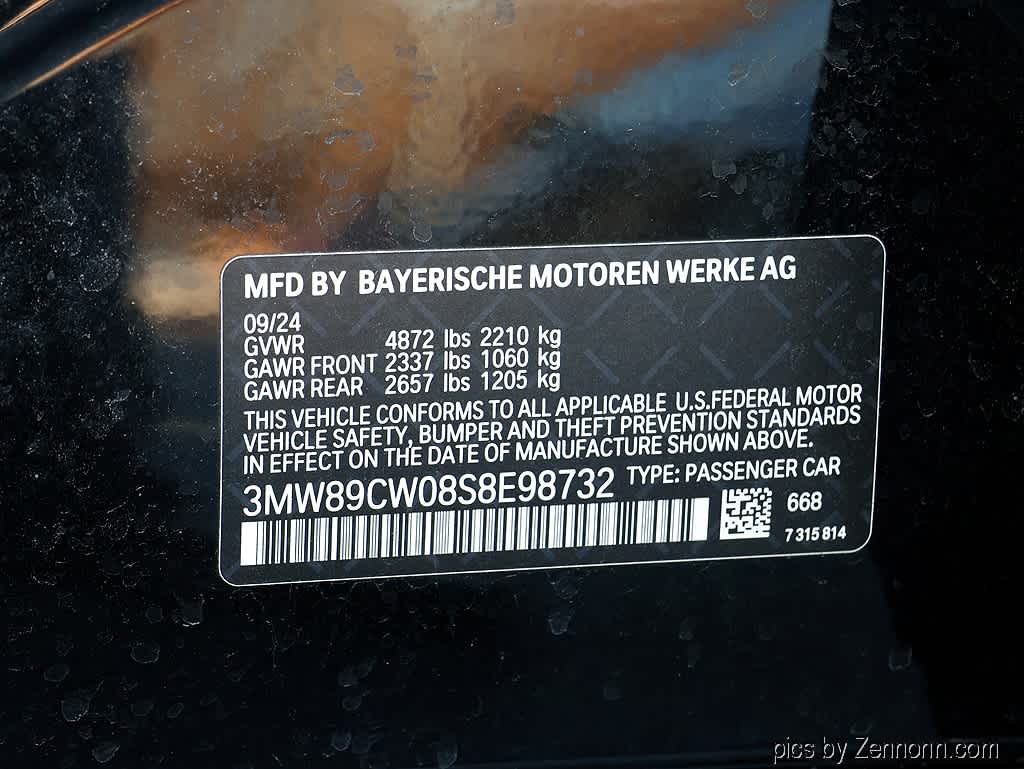 MFD BY BAYERISCHE MOTOREN WERKE AG
09/24
GVWR 4872 lbs 2210 kg
GAWR FRONT 2337 lbs 1060 kg
GAWR REAR 2657 lbs 1205 kg
THIS VEHICLE CONFORMS TO ALL APPLICABLE U.S.FEDERAL MOTOR
VEHICLE SAFETY, BUMPER AND THEFT PREVENTION STANDARDS
IN EFFECT ON THE DATE OF MANUFACTURE SHOWN ABOVE.
3MW89CW08S8E98732 TYPE: PASSENGER CAR
668
7 315 814
pics by Zennonn.com